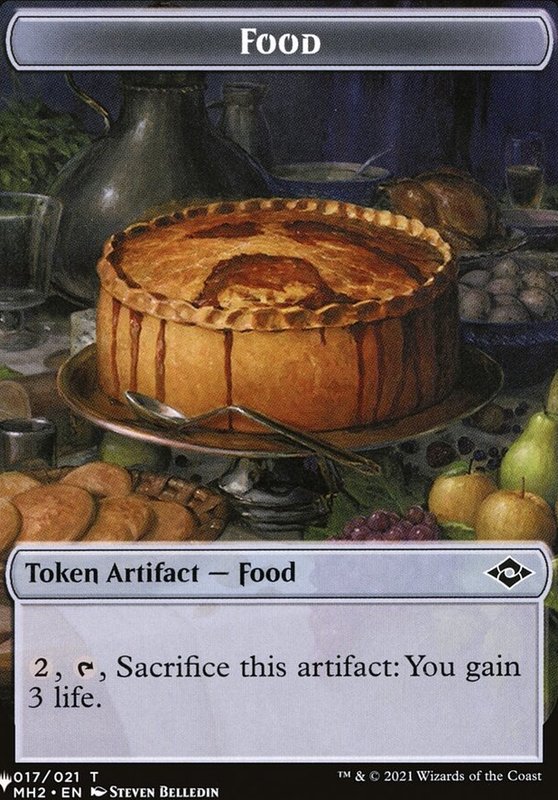 Food
Token Artifact — Food
2, , Sacrifice this artifact: You gain
3 life.
017/021 T
MH2 • EN Steven Belledin
™ & © 2021 Wizards of the Coast